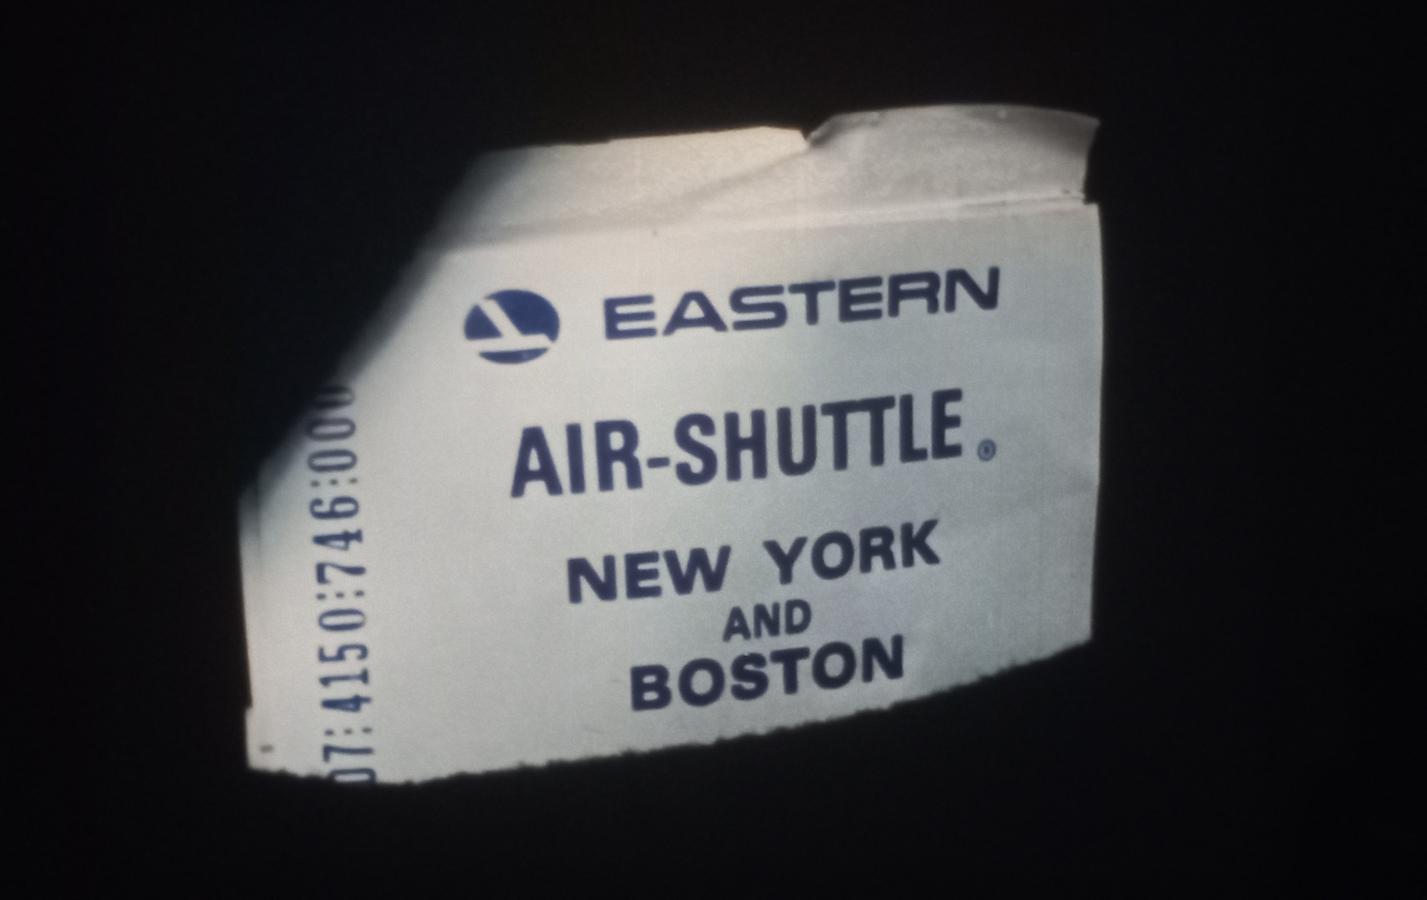 EASTERN
AIR-SHUTTLE®
NEW YORK
AND
BOSTON
07:4150:746:000